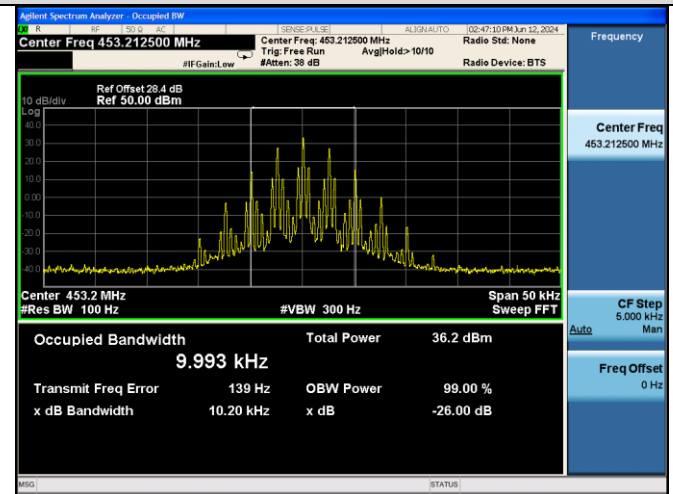 Agilent Spectrum Analyzer - Occupied BW
R RF 50 Ω AC SENSE:PULSE ALIGNAUTO 02:47:10 PM Jun 12, 2024
Center Freq 453.212500 MHz
Center Freq: 453.212500 MHz
Radio Std: None
Trig: Free Run Avg|Hold:>10/10
#IFGain:Low #Atten: 38 dB Radio Device: BTS
Ref Offset 28.4 dB
10 dB/div Ref 50.00 dBm
Log
40.0
30.0
20.0
10.0
0.00
-10.0
-20.0
-30.0
-40.0
Center 453.2 MHz Span 50 kHz
#Res BW 100 Hz #VBW 300 Hz Sweep FFT
Occupied Bandwidth Total Power 36.2 dBm
9.993 kHz
Transmit Freq Error 139 Hz OBW Power 99.00 %
x dB Bandwidth 10.20 kHz x dB -26.00 dB
MSG STATUS
Frequency
Center Freq
453.212500 MHz
CF Step
5.000 kHz
Auto Man
Freq Offset
0 Hz